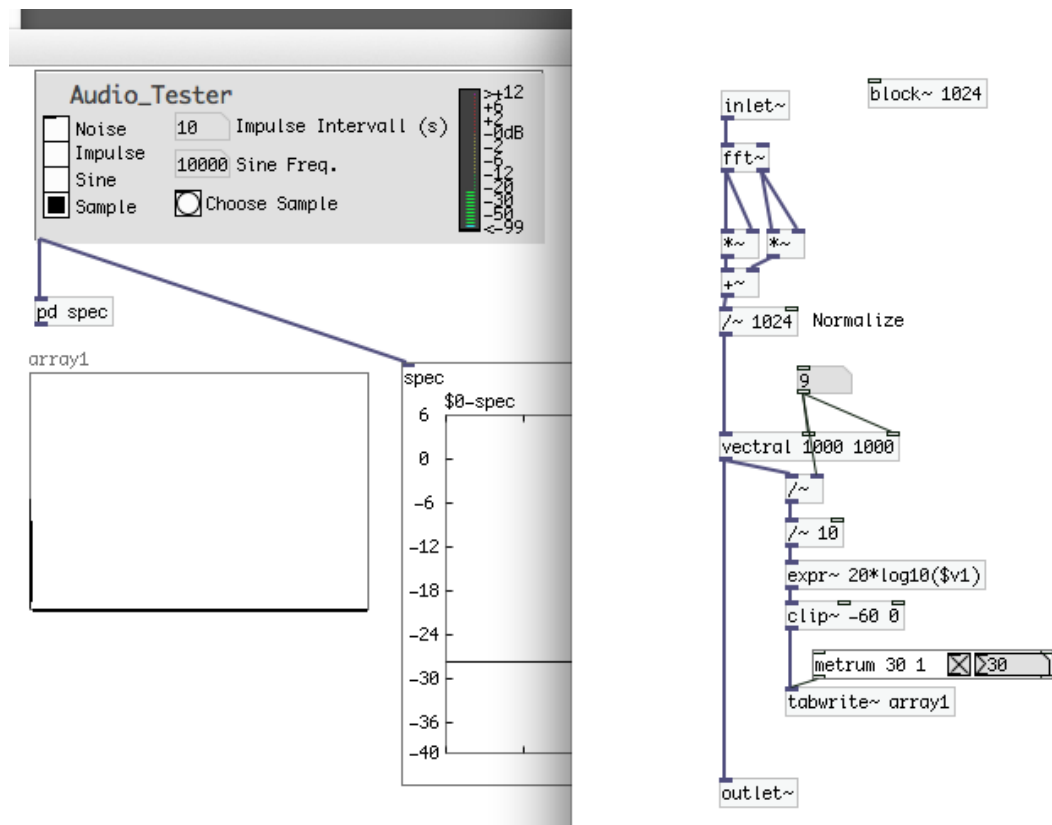 Audio_Tester
Noise
Impulse
Sine
Sample
10 Impulse Intervall (s)
10000 Sine Freq.
Choose Sample
>+12
+6
+2
-0dB
-2
-6
-12
-20
-30
-50
<-99
pd spec
array1
spec
$0-spec
6
0
-6
-12
-18
-24
-30
-36
-40
block~ 1024
inlet~
fft~
*~ *~
+~
/~ 1024 Normalize
9
vectral 1000 1000
/~
/~ 10
expr~ 20*log10($v1)
clip~ -60 0
metrum 30 1 30
tabwrite~ array1
outlet~